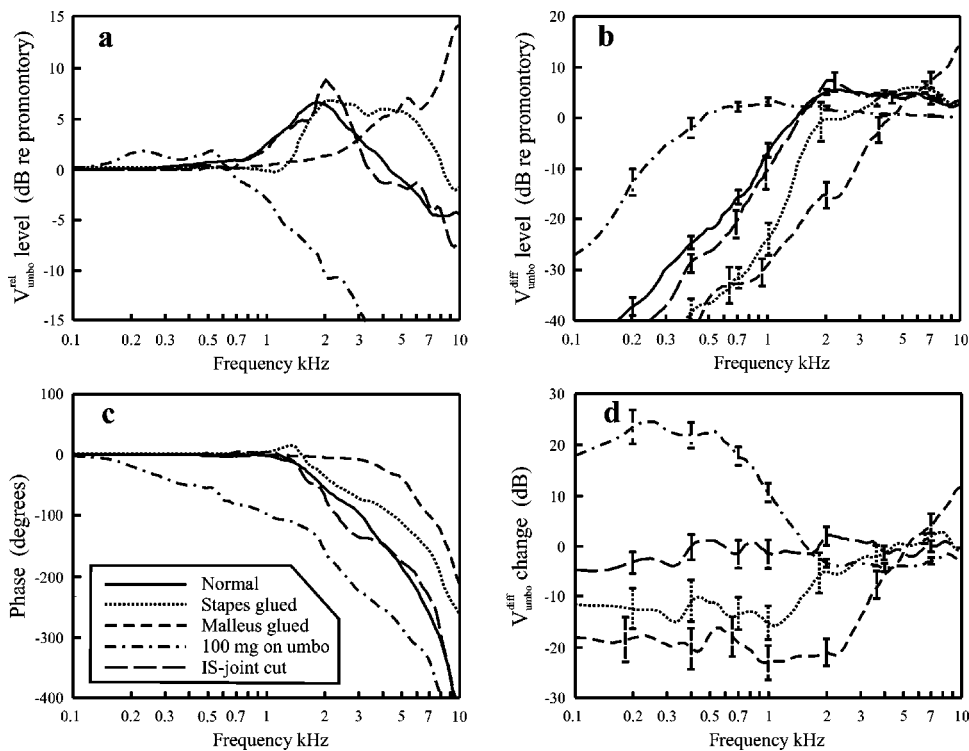 a
15
10
5
0
-5
-10
-15
V^rel_umbo level (dB re promontory)
0.1 0.2 0.3 0.5 0.7 1 2 3 5 7 10
Frequency kHz
b
20
10
0
-10
-20
-30
-40
V^diff_umbo level (dB re promontory)
0.1 0.2 0.3 0.5 0.7 1 2 3 5 7 10
Frequency kHz
c
100
0
-100
-200
-300
-400
Phase (degrees)
Normal
Stapes glued
Malleus glued
100 mg on umbo
IS-joint cut
0.1 0.2 0.3 0.5 0.7 1 2 3 5 7 10
Frequency kHz
d
30
20
10
0
-10
-20
-30
V^diff_umbo change (dB)
0.1 0.2 0.3 0.5 0.7 1 2 3 5 7 10
Frequency kHz